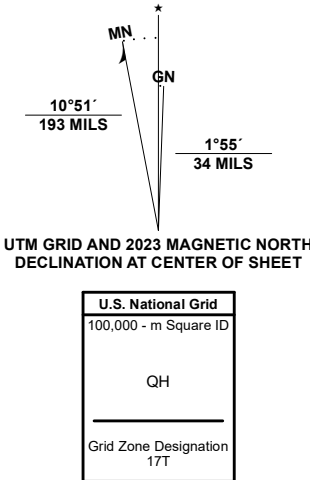 MN
GN
10°51´
193 MILS
1°55´
34 MILS
UTM GRID AND 2023 MAGNETIC NORTH
DECLINATION AT CENTER OF SHEET
U.S. National Grid
100,000 - m Square ID
QH
Grid Zone Designation
17T